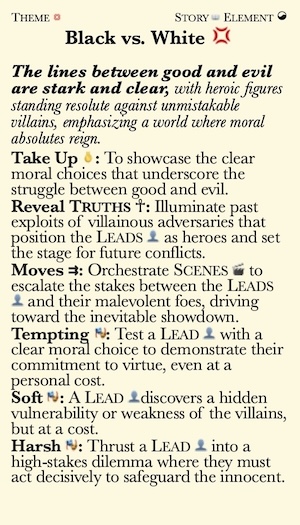 Theme 💮 Story 👑 Element ☯
Black vs. White 💢
The lines between good and evil
are stark and clear, with heroic figures
standing resolute against unmistakable
villains, emphasizing a world where moral
absolutes reign.
Take Up 👌: To showcase the clear
moral choices that underscore the
struggle between good and evil.
Reveal Truths ☥: Illuminate past
exploits of villainous adversaries that
position the Leads 👤 as heroes and set
the stage for future conflicts.
Moves ⇉: Orchestrate Scenes 🎬 to
escalate the stakes between the Leads
👤 and their malevolent foes, driving
toward the inevitable showdown.
Tempting 🎭: Test a Lead 👤 with a
clear moral choice to demonstrate their
commitment to virtue, even at a
personal cost.
Soft 🎭: A Lead 👤discovers a hidden
vulnerability or weakness of the villains,
but at a cost.
Harsh 🎭: Thrust a Lead 👤 into a
high-stakes dilemma where they must
act decisively to safeguard the innocent.